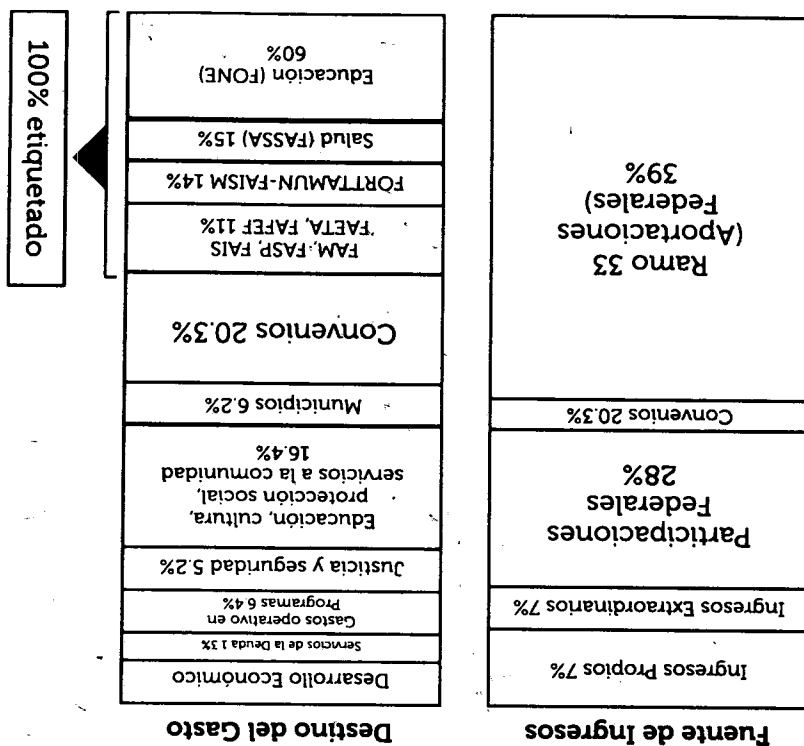 Fuente de Ingresos
Ingresos Propios 7%
Ingresos Extraordinarios 7%
Participaciones
Federales
28%
Convenios 20.3%
Ramo 33
(Aportaciones
Federales)
39%
Destino del Gasto
Desarrollo Económico
Servicios de la Deuda 1.3%
Gastos operativo en
Programas 6.4%
Justicia y seguridad 5.2%
Educación, cultura,
protección social,
servicios a la comunidad
16.4%
Municipios 6.2%
Convenios 20.3%
FAM, FASP, FAIS
FAETA, FAFEF 11%
FORTTAMUN-FAISM 14%
Salud (FASSA) 15%
Educación (FONE)
60%
100% etiquetado